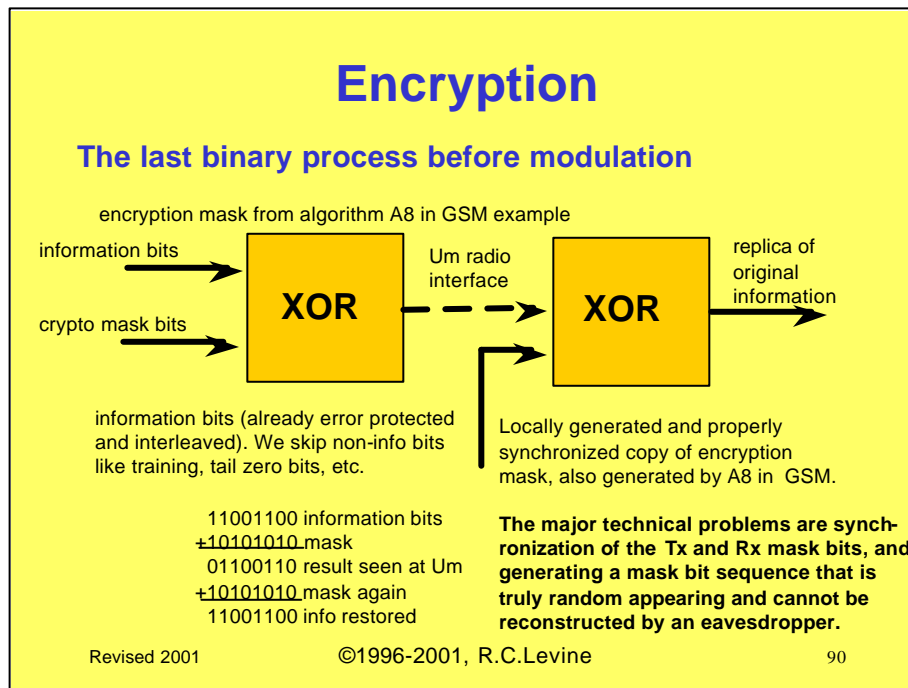 Encryption
The last binary process before modulation
encryption mask from algorithm A8 in GSM example
information bits
crypto mask bits
XOR
Um radio
interface
XOR
replica of
original
information
information bits (already error protected
and interleaved). We skip non-info bits
like training, tail zero bits, etc.
11001100 information bits
+10101010 mask
01100110 result seen at Um
+10101010 mask again
11001100 info restored
Locally generated and properly
synchronized copy of encryption
mask, also generated by A8 in GSM.
The major technical problems are synch-
ronization of the Tx and Rx mask bits, and
generating a mask bit sequence that is
truly random appearing and cannot be
reconstructed by an eavesdropper.
Revised 2001
©1996-2001, R.C.Levine
90